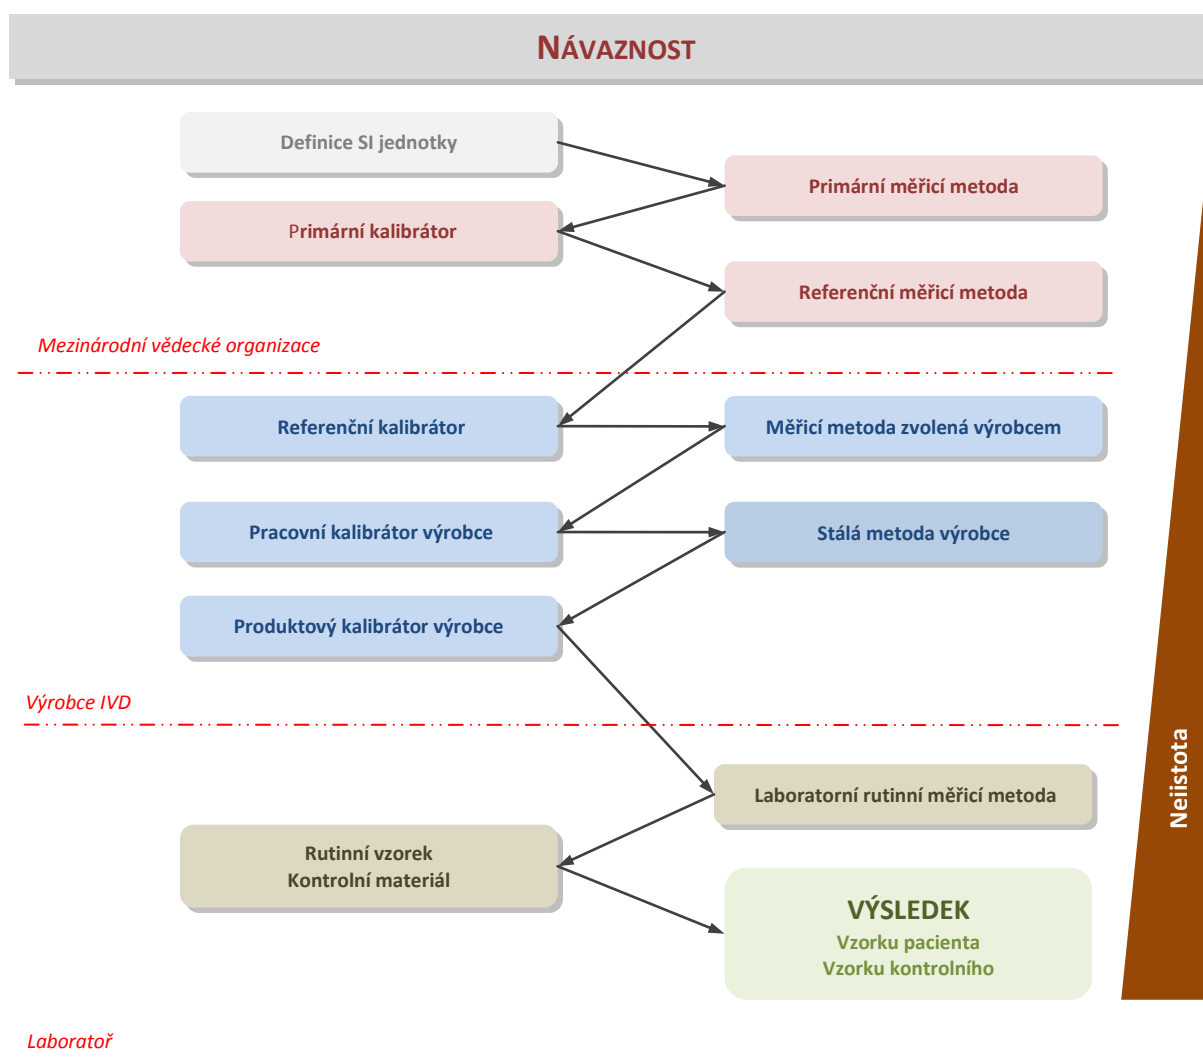 NÁVAZNOST
Definice SI jednotky
Primární měřicí metoda
Primární kalibrátor
Referenční měřicí metoda
Mezinárodní vědecké organizace
Referenční kalibrátor
Měřicí metoda zvolená výrobcem
Pracovní kalibrátor výrobce
Stálá metoda výrobce
Produktový kalibrátor výrobce
Výrobce IVD
Neiistota
Laboratorní rutinní měřicí metoda
Rutinní vzorek
Kontrolní materiál
VÝSLEDEK
Vzorku pacienta
Vzorku kontrolního
Laboratoř